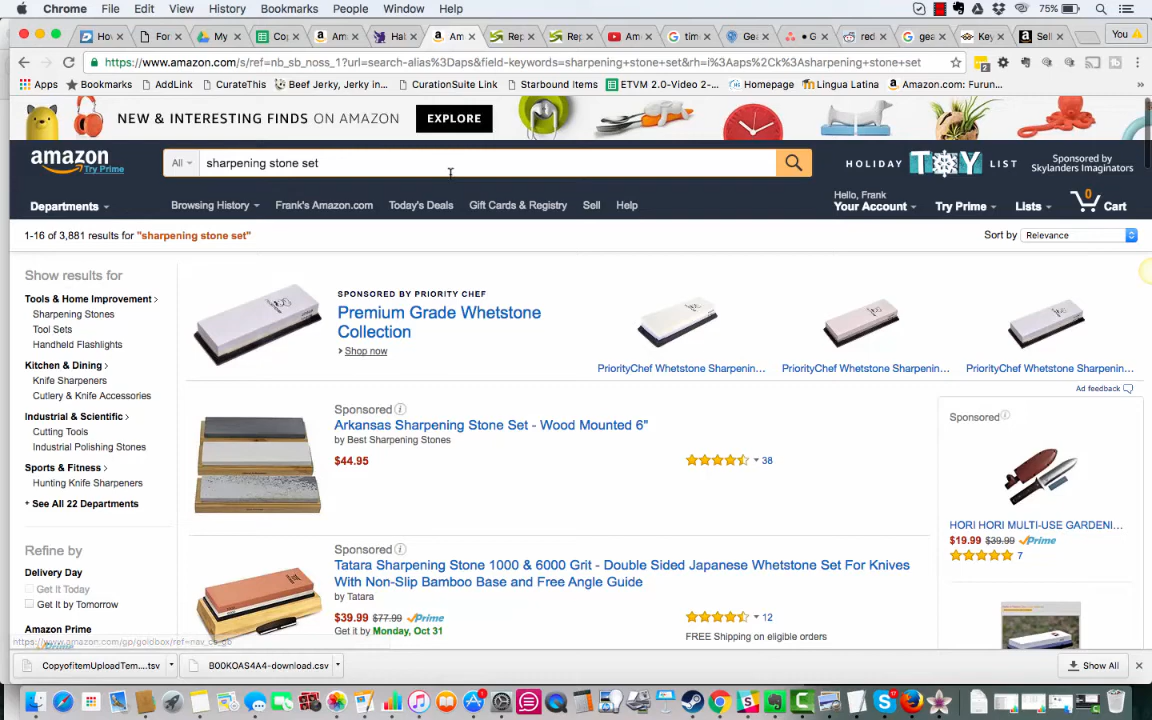 Chrome File Edit View History Bookmarks People Window Help 75%
How For My Cop Am Hal Am Rep Rep Am tim Ge G red gea Key Sell You
https://www.amazon.com/s/ref=nb_sb_noss_1?url=search-alias%3Daps&field-keywords=sharpening+stone+set&rh=i%3Aaps%2Ck%3Asharpening+stone+set
Apps Bookmarks AddLink CurateThis Beef Jerky, Jerky in... CurationSuite Link Starbound Items ETVM 2.0-Video 2-... Homepage Lingua Latina Amazon.com: Furun... »
NEW & INTERESTING FINDS ON AMAZON EXPLORE
amazon Try Prime
All sharpening stone set
HOLIDAY TOY LIST Sponsored by Skylanders Imaginators
Departments Browsing History Frank's Amazon.com Today's Deals Gift Cards & Registry Sell Help
Hello, Frank
Your Account Try Prime Lists 0 Cart
1-16 of 3,881 results for "sharpening stone set"
Sort by Relevance
Show results for
Tools & Home Improvement ›
Sharpening Stones
Tool Sets
Handheld Flashlights
Kitchen & Dining ›
Knife Sharpeners
Cutlery & Knife Accessories
Industrial & Scientific ›
Cutting Tools
Industrial Polishing Stones
Sports & Fitness ›
Hunting Knife Sharpeners
+ See All 22 Departments
Refine by
Delivery Day
Get It Today
Get It by Tomorrow
Amazon Prime
SPONSORED BY PRIORITY CHEF
Premium Grade Whetstone
Collection
› Shop now
PriorityChef Whetstone Sharpenin...
PriorityChef Whetstone Sharpenin...
PriorityChef Whetstone Sharpenin...
Ad feedback
Sponsored
Arkansas Sharpening Stone Set - Wood Mounted 6"
by Best Sharpening Stones
$44.95
38
Sponsored
Tatara Sharpening Stone 1000 & 6000 Grit - Double Sided Japanese Whetstone Set For Knives
With Non-Slip Bamboo Base and Free Angle Guide
by Tatara
$39.99 $77.99 Prime
Get it by Monday, Oct 31
12
FREE Shipping on eligible orders
Sponsored
HORI HORI MULTI-USE GARDENI...
$19.99 $39.99 Prime
7
https://www.amazon.com/gp/goldbox/ref=nav_cs_gb
CopyofitemUploadTem....tsv
B00KOAS4A4-download.csv
Show All